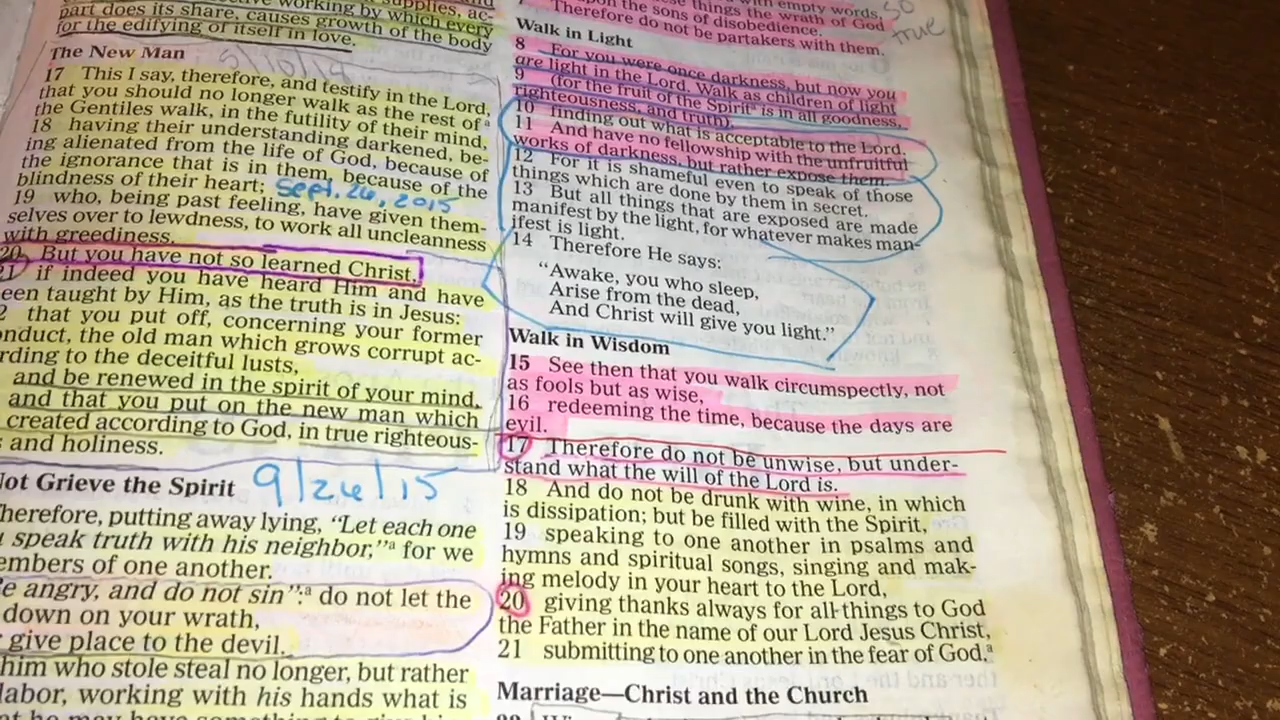 supplies, ac-
working by which every
part does its share, causes growth of the body
for the edifying of itself in love.
The New Man
17 This I say, therefore, and testify in the Lord,
that you should no longer walk as the rest of a
the Gentiles walk, in the futility of their mind,
18 having their understanding darkened, be-
ing alienated from the life of God, because of
the ignorance that is in them, because of the
blindness of their heart; Sept. 26, 2015
19 who, being past feeling, have given them-
selves over to lewdness, to work all uncleanness
with greediness.
20 But you have not so learned Christ,
21 if indeed you have heard Him and have
een taught by Him, as the truth is in Jesus:
2 that you put off, concerning your former
onduct, the old man which grows corrupt ac-
rding to the deceitful lusts,
and be renewed in the spirit of your mind,
and that you put on the new man which
created according to God, in true righteous-
and holiness.
ot Grieve the Spirit 9/26/15
herefore, putting away lying, “Let each one
speak truth with his neighbor,”a for we
embers of one another.
e angry, and do not sin”:a do not let the
down on your wrath,
give place to the devil.
him who stole steal no longer, but rather
labor, working with his hands what is
with empty words,
things the wrath of God
upon the sons of disobedience.
7 Therefore do not be partakers with them.
so
true
Walk in Light
8 For you were once darkness, but now you
are light in the Lord. Walk as children of light
9 (for the fruit of the Spirita is in all goodness,
righteousness, and truth),
10 finding out what is acceptable to the Lord.
11 And have no fellowship with the unfruitful
works of darkness, but rather expose them.
12 For it is shameful even to speak of those
things which are done by them in secret.
13 But all things that are exposed are made
manifest by the light, for whatever makes man-
ifest is light.
14 Therefore He says:
“Awake, you who sleep,
Arise from the dead,
And Christ will give you light.”
Walk in Wisdom
15 See then that you walk circumspectly, not
as fools but as wise,
16 redeeming the time, because the days are
evil.
17 Therefore do not be unwise, but under-
stand what the will of the Lord is.
18 And do not be drunk with wine, in which
is dissipation; but be filled with the Spirit,
19 speaking to one another in psalms and
hymns and spiritual songs, singing and mak-
ing melody in your heart to the Lord,
20 giving thanks always for all things to God
the Father in the name of our Lord Jesus Christ,
21 submitting to one another in the fear of God.a
Marriage—Christ and the Church